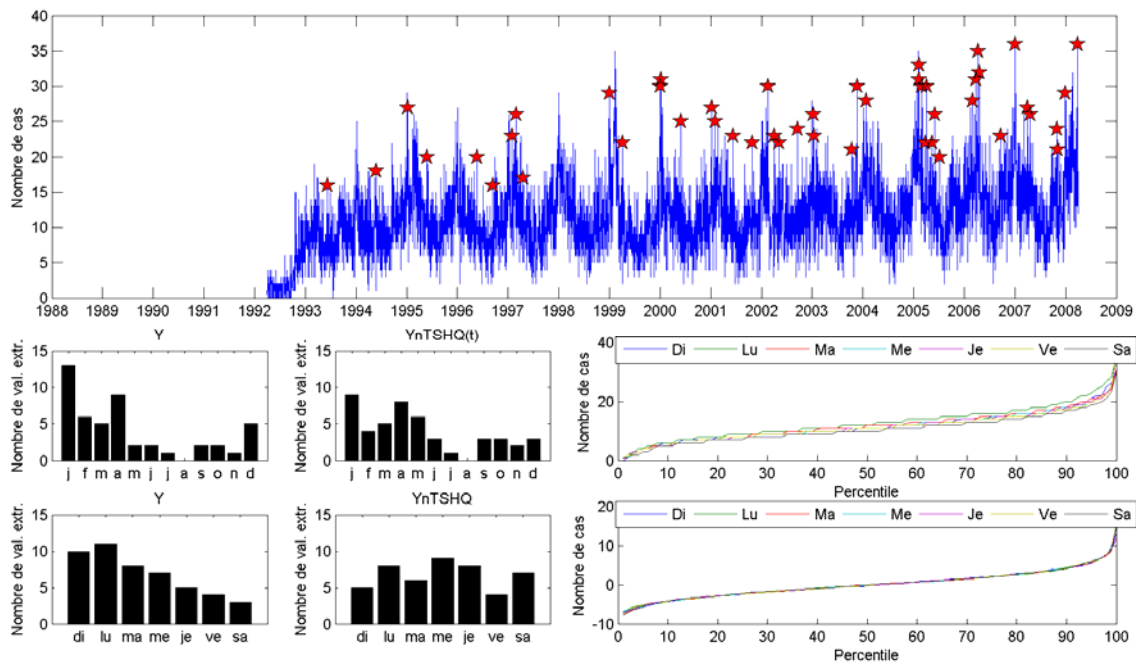 40
35
30
25
20
15
10
5
0
Nombre de cas
1988 1989 1990 1991 1992 1993 1994 1995 1996 1997 1998 1999 2000 2001 2002 2003 2004 2005 2006 2007 2008 2009
Y
15
10
5
0
Nombre de val. extr.
j f m a m j j a s o n d
YnTSHQ(t)
15
10
5
0
Nombre de val. extr.
j f m a m j j a s o n d
Di Lu Ma Me Je Ve Sa
40
20
0
Nombre de cas
0 10 20 30 40 50 60 70 80 90 100
Percentile
Y
15
10
5
0
Nombre de val. extr.
di lu ma me je ve sa
YnTSHQ
15
10
5
0
Nombre de val. extr.
di lu ma me je ve sa
Di Lu Ma Me Je Ve Sa
20
10
0
-10
Nombre de cas
0 10 20 30 40 50 60 70 80 90 100
Percentile